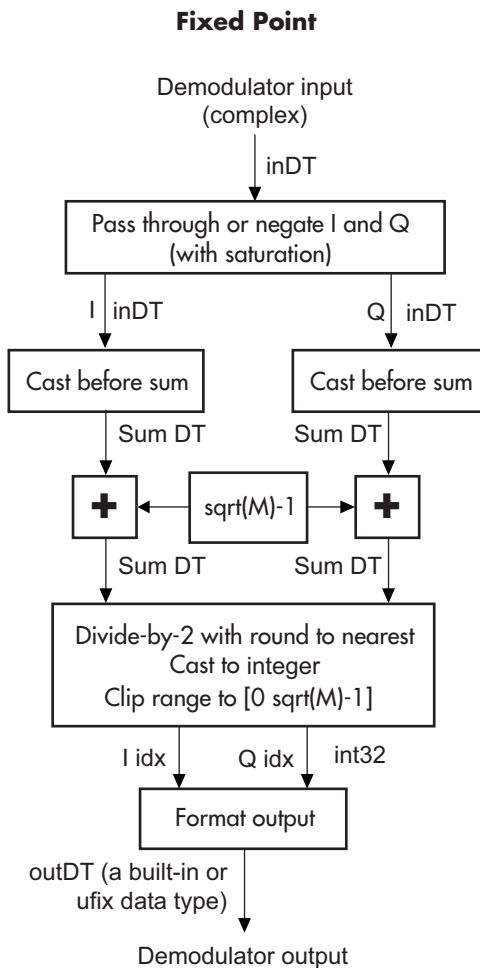 Fixed Point
Demodulator input
(complex)
inDT
Pass through or negate I and Q
(with saturation)
I inDT
Q inDT
Cast before sum
Cast before sum
Sum DT
Sum DT
+
sqrt(M)-1
+
Sum DT
Sum DT
Divide-by-2 with round to nearest
Cast to integer
Clip range to [0 sqrt(M)-1]
I idx
Q idx
int32
Format output
outDT (a built-in or
ufix data type)
Demodulator output